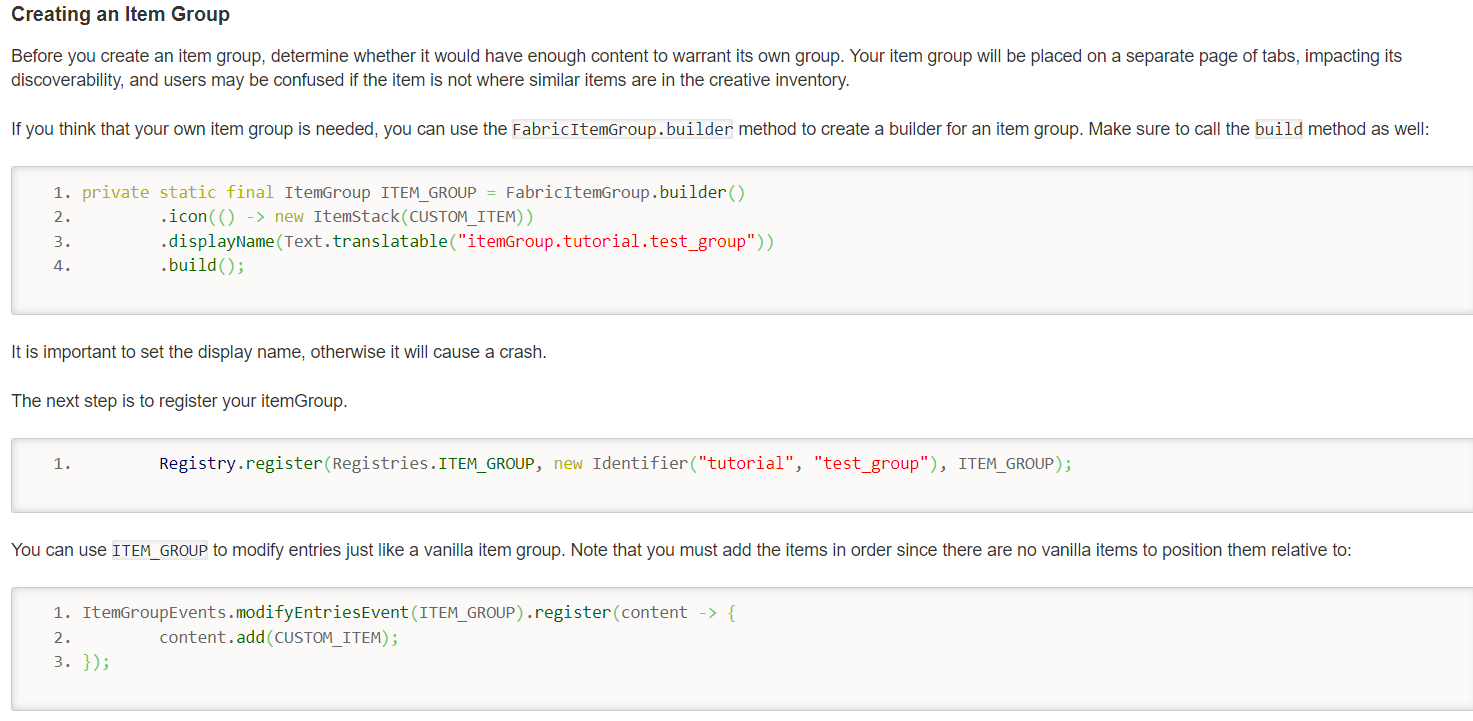 Creating an Item Group
Before you create an item group, determine whether it would have enough content to warrant its own group. Your item group will be placed on a separate page of tabs, impacting its
discoverability, and users may be confused if the item is not where similar items are in the creative inventory.
If you think that your own item group is needed, you can use the FabricItemGroup.builder method to create a builder for an item group. Make sure to call the build method as well:
1. private static final ItemGroup ITEM_GROUP = FabricItemGroup.builder()
2.         .icon(() -> new ItemStack(CUSTOM_ITEM))
3.         .displayName(Text.translatable("itemGroup.tutorial.test_group"))
4.         .build();
It is important to set the display name, otherwise it will cause a crash.
The next step is to register your itemGroup.
1.         Registry.register(Registries.ITEM_GROUP, new Identifier("tutorial", "test_group"), ITEM_GROUP);
You can use ITEM_GROUP to modify entries just like a vanilla item group. Note that you must add the items in order since there are no vanilla items to position them relative to:
1. ItemGroupEvents.modifyEntriesEvent(ITEM_GROUP).register(content -> {
2.         content.add(CUSTOM_ITEM);
3. });